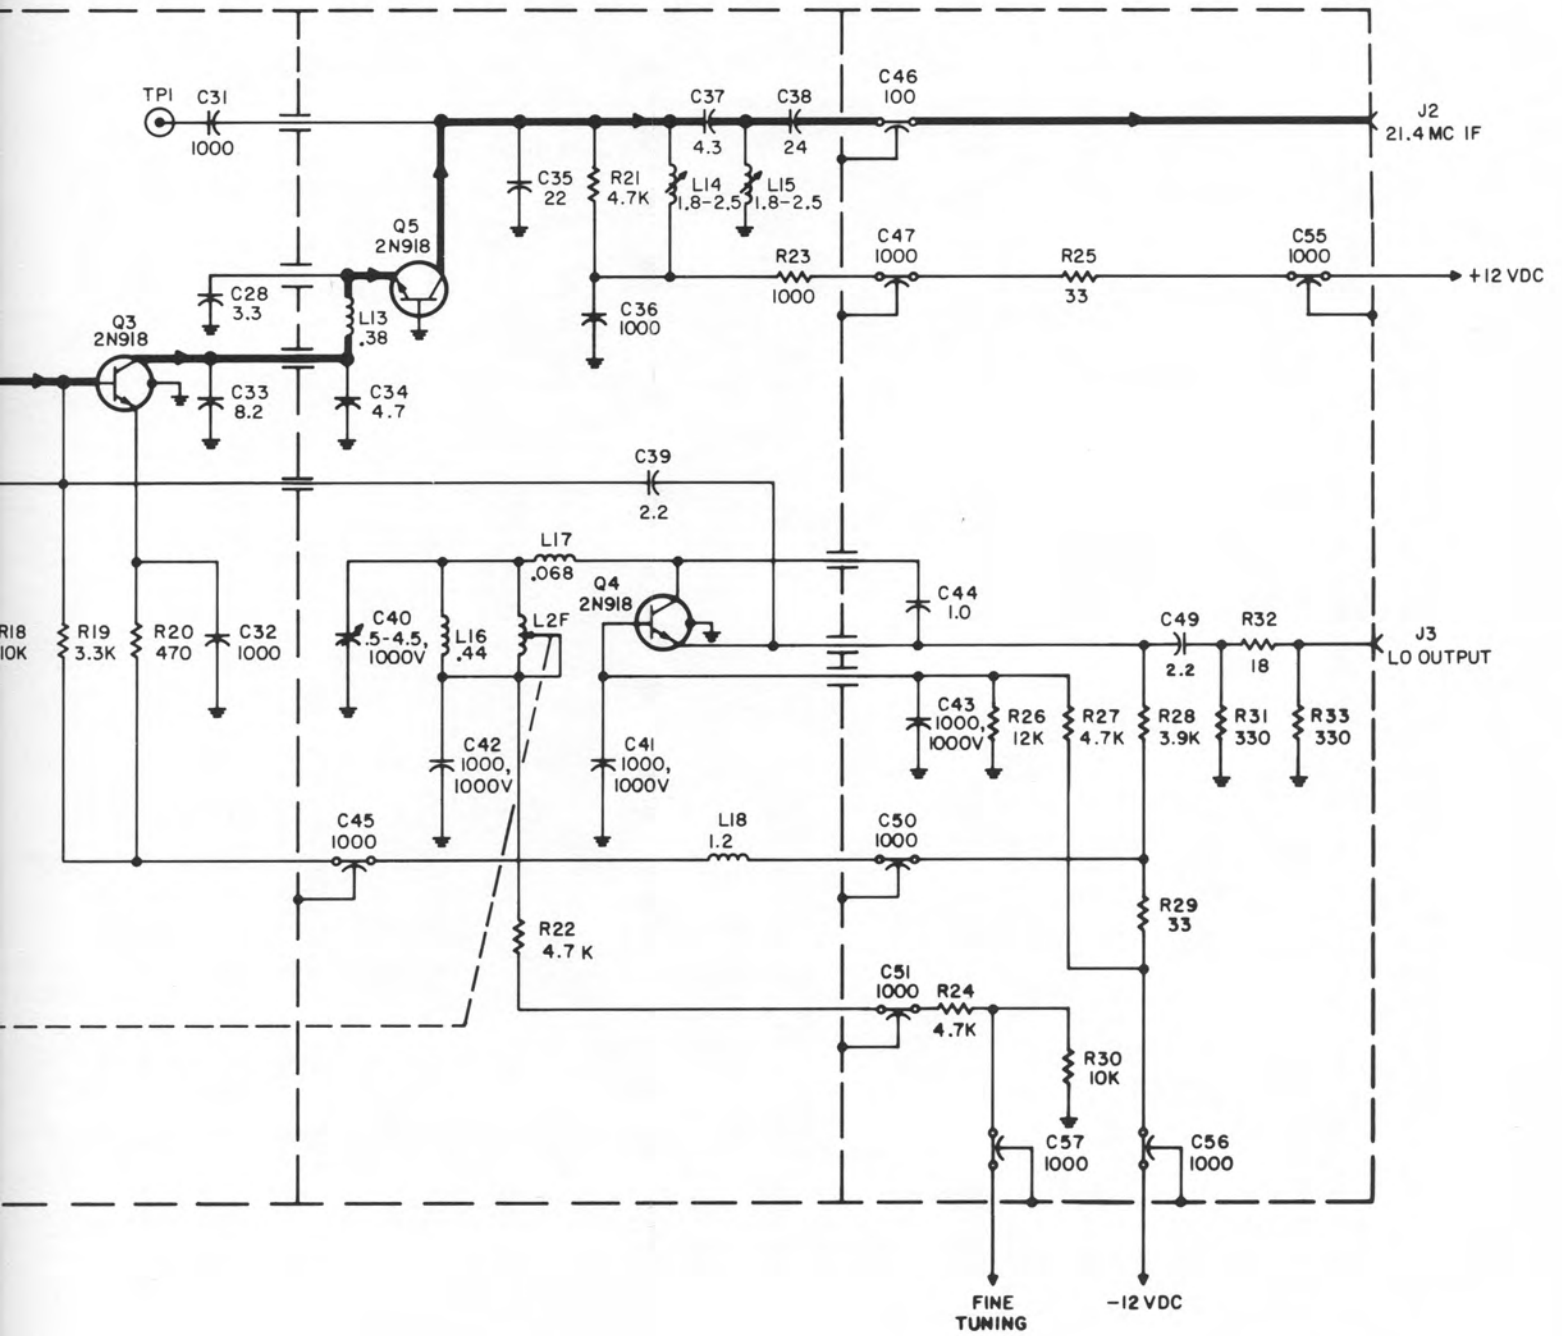 TP1
C31
1000
C37
4.3
C38
24
C46
100
J2
21.4 MC IF
C35
22
R21
4.7K
L14
1.8-2.5
L15
1.8-2.5
Q5
2N918
C28
3.3
L13
.38
C36
1000
R23
1000
C47
1000
R25
33
C55
1000
+12 VDC
Q3
2N918
C33
8.2
C34
4.7
C39
2.2
L17
.068
Q4
2N918
C44
1.0
R18
10K
R19
3.3K
R20
470
C32
1000
C40
.5-4.5,
1000V
L16
.44
L2F
C49
2.2
R32
18
J3
LO OUTPUT
C42
1000,
1000V
C41
1000,
1000V
C43
1000,
1000V
R26
12K
R27
4.7K
R28
3.9K
R31
330
R33
330
C45
1000
L18
1.2
C50
1000
R29
33
R22
4.7 K
C51
1000
R24
4.7K
R30
10K
C57
1000
C56
1000
FINE
TUNING
-12 VDC